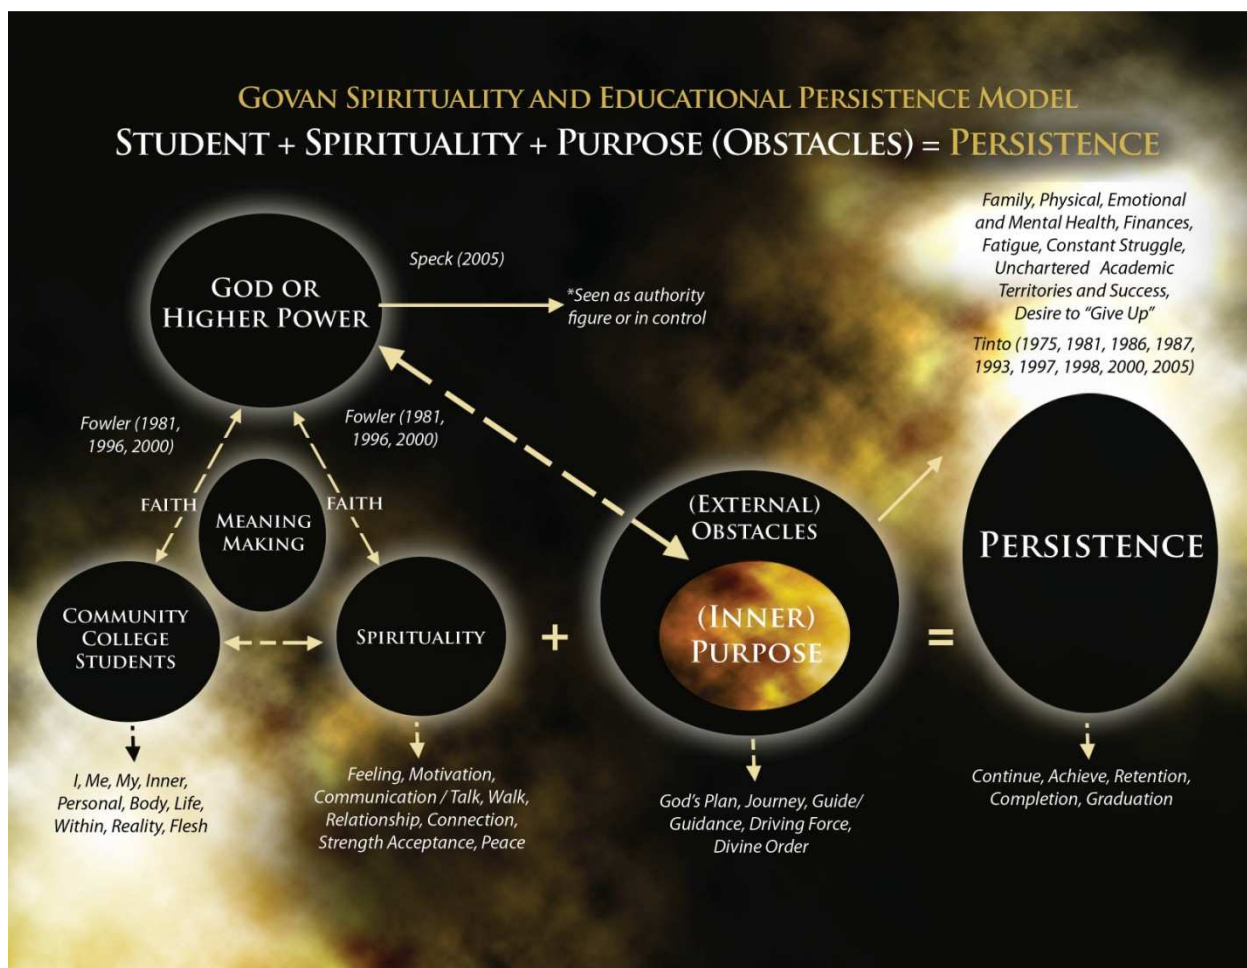 GOVAN SPIRITUALITY AND EDUCATIONAL PERSISTENCE MODEL
STUDENT + SPIRITUALITY + PURPOSE (OBSTACLES) = PERSISTENCE
Family, Physical, Emotional
and Mental Health, Finances,
Fatigue, Constant Struggle,
Unchartered Academic
Territories and Success,
Desire to “Give Up”
Tinto (1975, 1981, 1986, 1987,
1993, 1997, 1998, 2000, 2005)
GOD OR
HIGHER POWER
Speck (2005)
*Seen as authority
figure or in control
Fowler (1981,
1996, 2000)
Fowler (1981,
1996, 2000)
FAITH
FAITH
MEANING
MAKING
COMMUNITY
COLLEGE
STUDENTS
SPIRITUALITY
+
(EXTERNAL)
OBSTACLES
(INNER)
PURPOSE
=
PERSISTENCE
I, Me, My, Inner,
Personal, Body, Life,
Within, Reality, Flesh
Feeling, Motivation,
Communication / Talk, Walk,
Relationship, Connection,
Strength Acceptance, Peace
God’s Plan, Journey, Guide/
Guidance, Driving Force,
Divine Order
Continue, Achieve, Retention,
Completion, Graduation